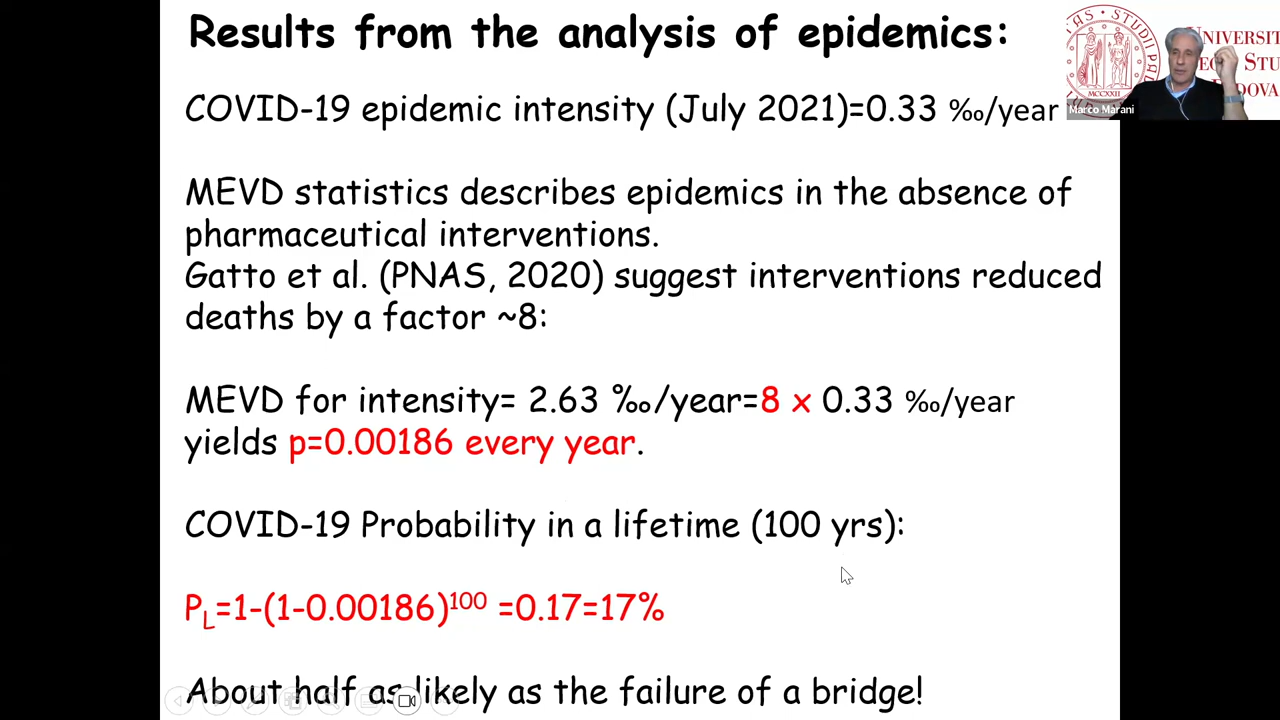 Results from the analysis of epidemics:
COVID-19 epidemic intensity (July 2021)=0.33 ‰/year
MEVD statistics describes epidemics in the absence of
pharmaceutical interventions.
Gatto et al. (PNAS, 2020) suggest interventions reduced
deaths by a factor ~8:
MEVD for intensity= 2.63 ‰/year=8 x 0.33 ‰/year
yields p=0.00186 every year.
COVID-19 Probability in a lifetime (100 yrs):
P_L=1-(1-0.00186)^100 =0.17=17%
About half as likely as the failure of a bridge!
Marco Marani
MCCXXII